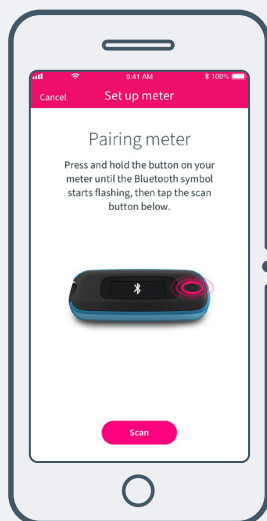 9:41 AM 100%
Cancel Set up meter
Pairing meter
Press and hold the button on your
meter until the Bluetooth symbol
starts flashing, then tap the scan
button below.
Scan